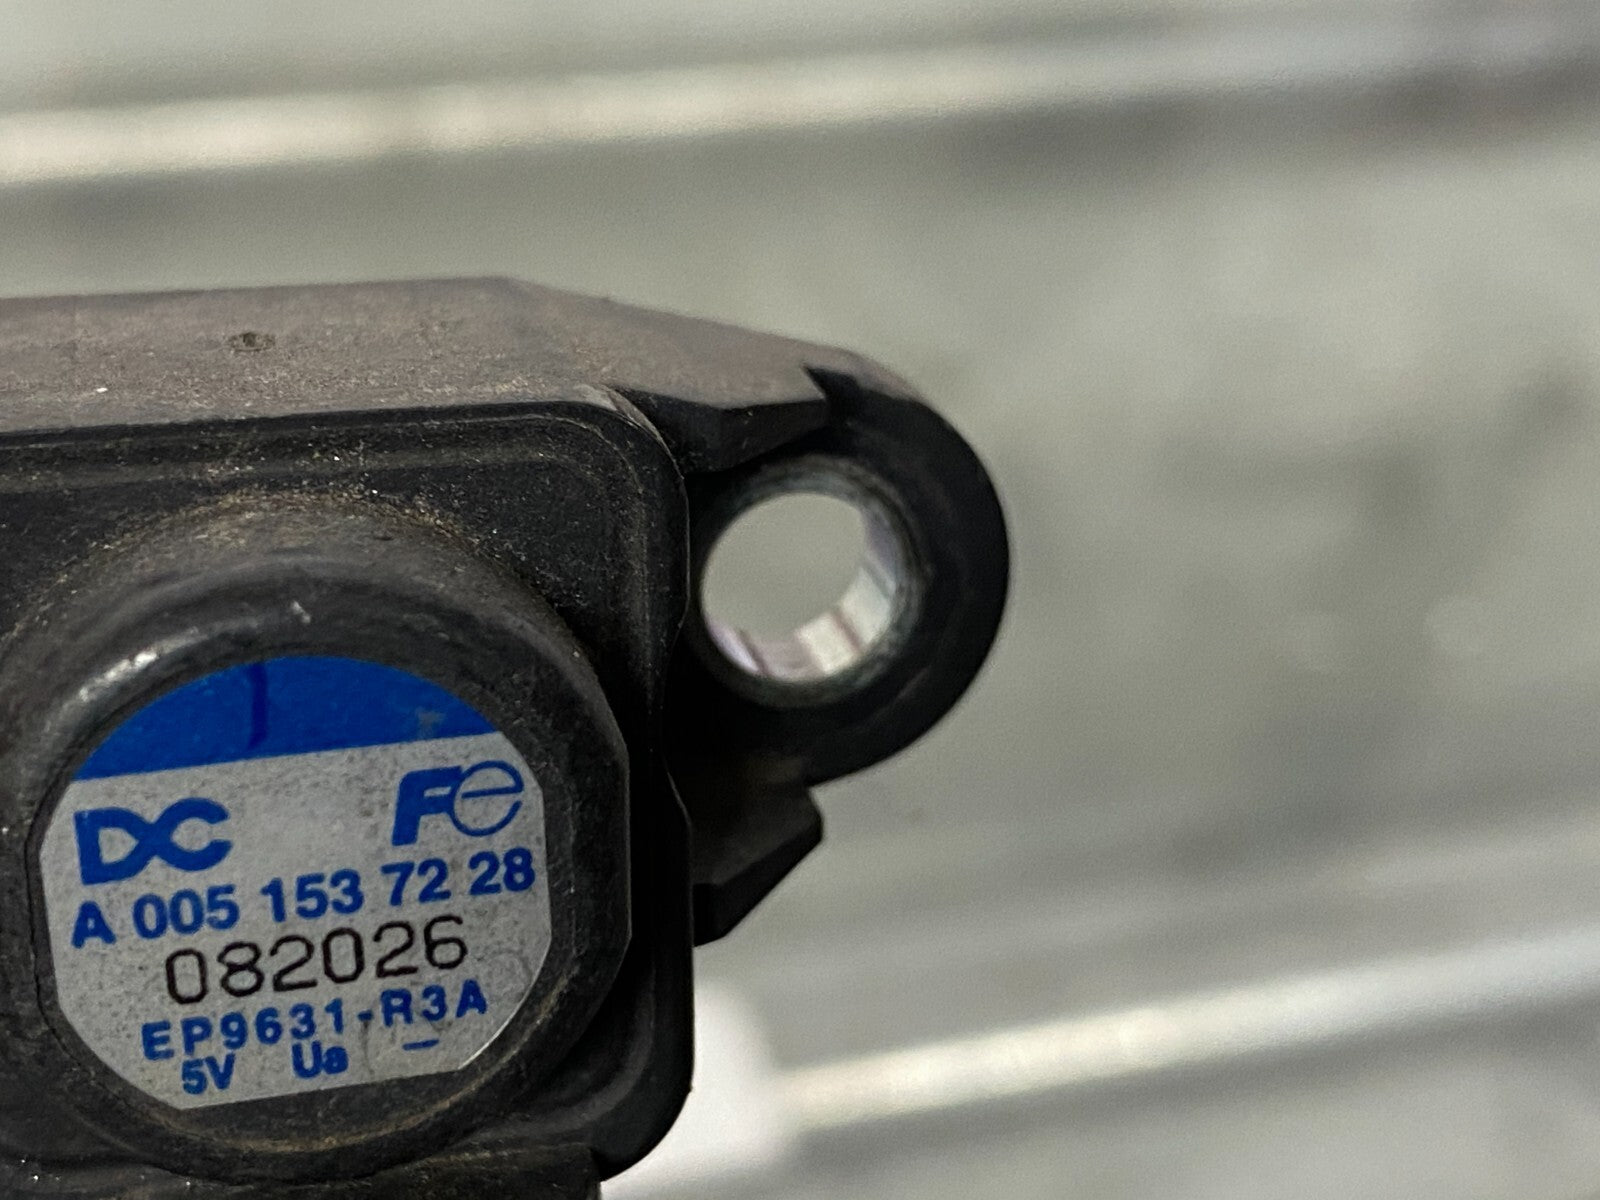 DC Fe
A 005 153 72 28
082026
EP9631-R3A
5V Ua −